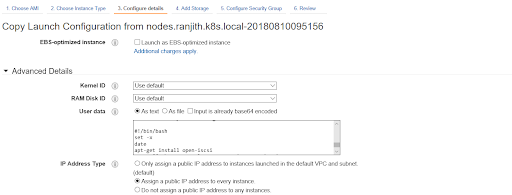 1. Choose AMI 2. Choose Instance Type 3. Configure details 4. Add Storage 5. Configure Security Group 6. Review
Copy Launch Configuration from nodes.ranjith.k8s.local-20180810095156
EBS-optimized instance Launch as EBS-optimized instance
Additional charges apply.
Advanced Details
Kernel ID Use default
RAM Disk ID Use default
User data As text As file Input is already base64 encoded
#!/bin/bash
set -x
date
apt-get install open-iscsi
IP Address Type Only assign a public IP address to instances launched in the default VPC and subnet.
(default)
Assign a public IP address to every instance.
Do not assign a public IP address to any instances.